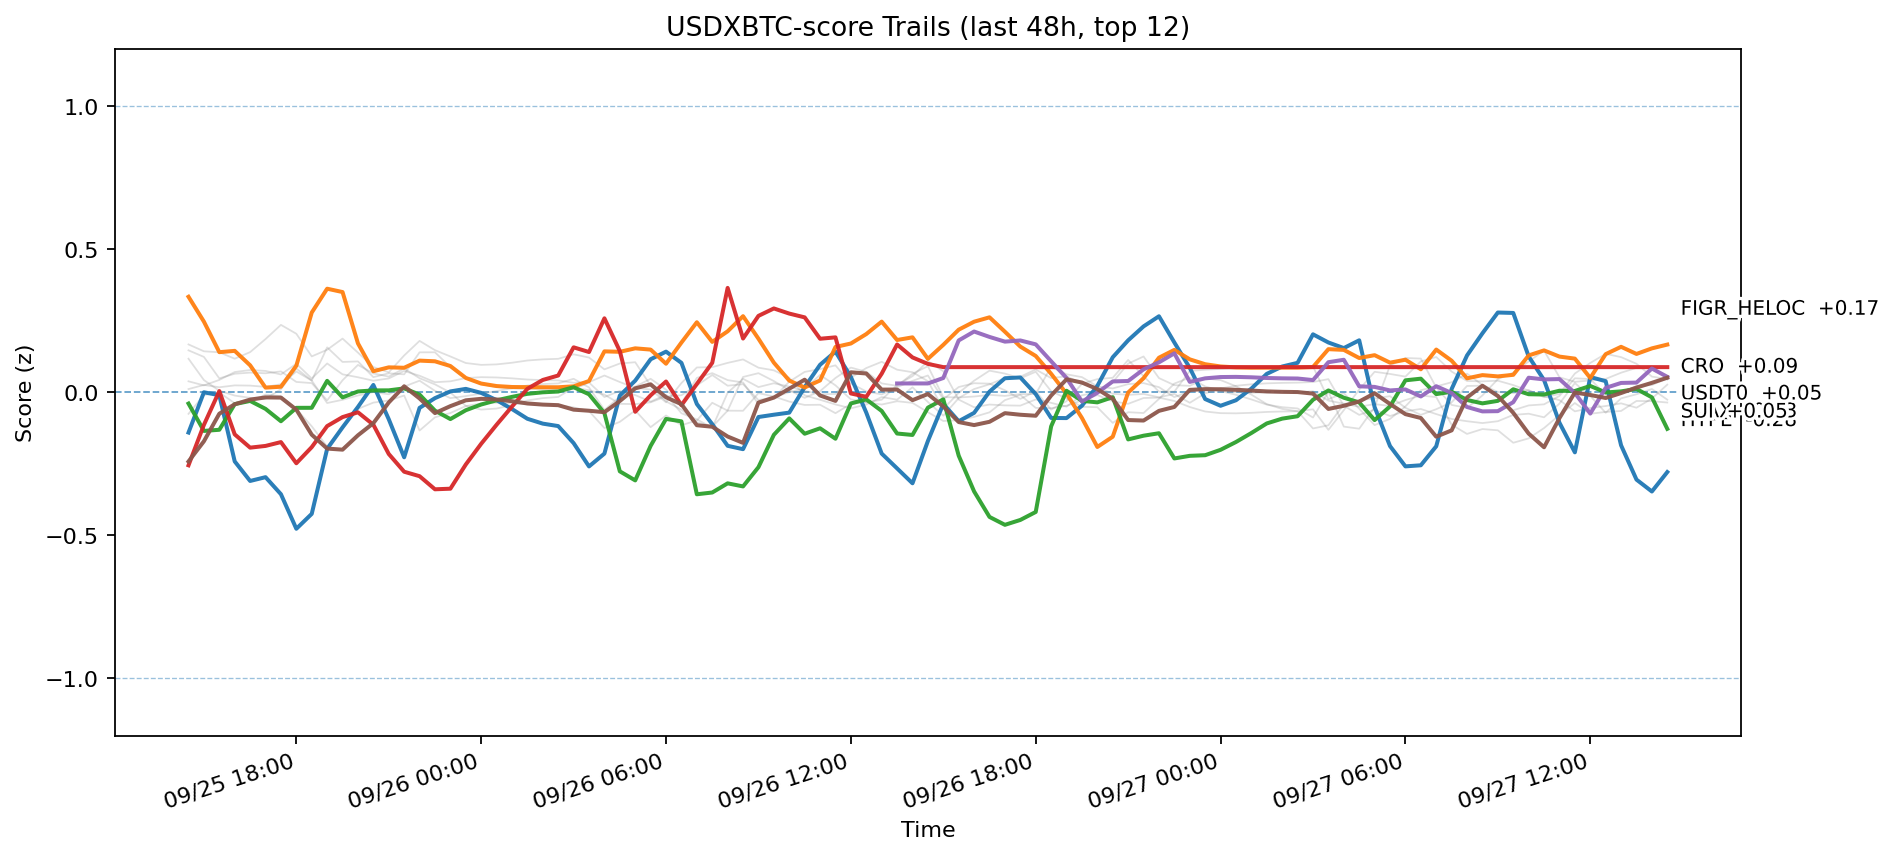 USDXBTC-score Trails (last 48h, top 12)
Score (z)
1.0
0.5
0.0
−0.5
−1.0
FIGR_HELOC +0.17
CRO +0.09
USDT0 +0.05
09/25 18:00
09/26 00:00
09/26 06:00
09/26 12:00
09/26 18:00
09/27 00:00
09/27 06:00
09/27 12:00
Time